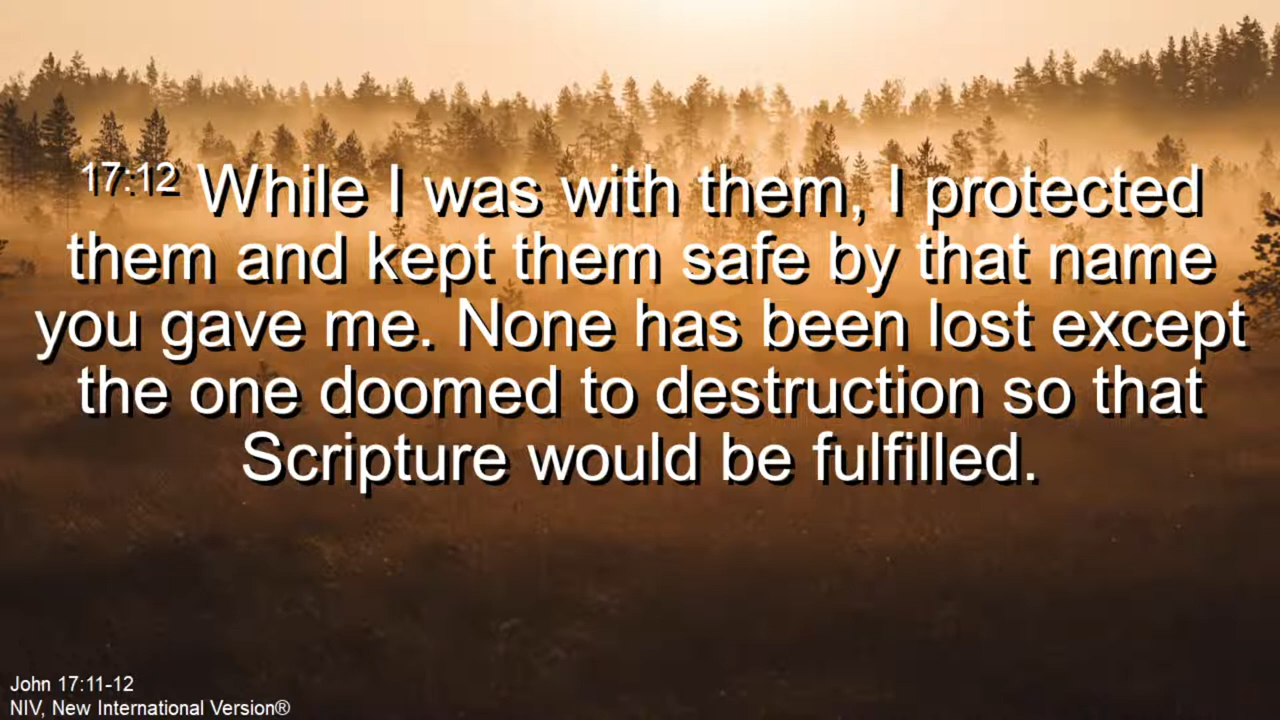 17:12 While I was with them, I protected
them and kept them safe by that name
you gave me. None has been lost except
the one doomed to destruction so that
Scripture would be fulfilled.
John 17:11-12
NIV, New International Version®